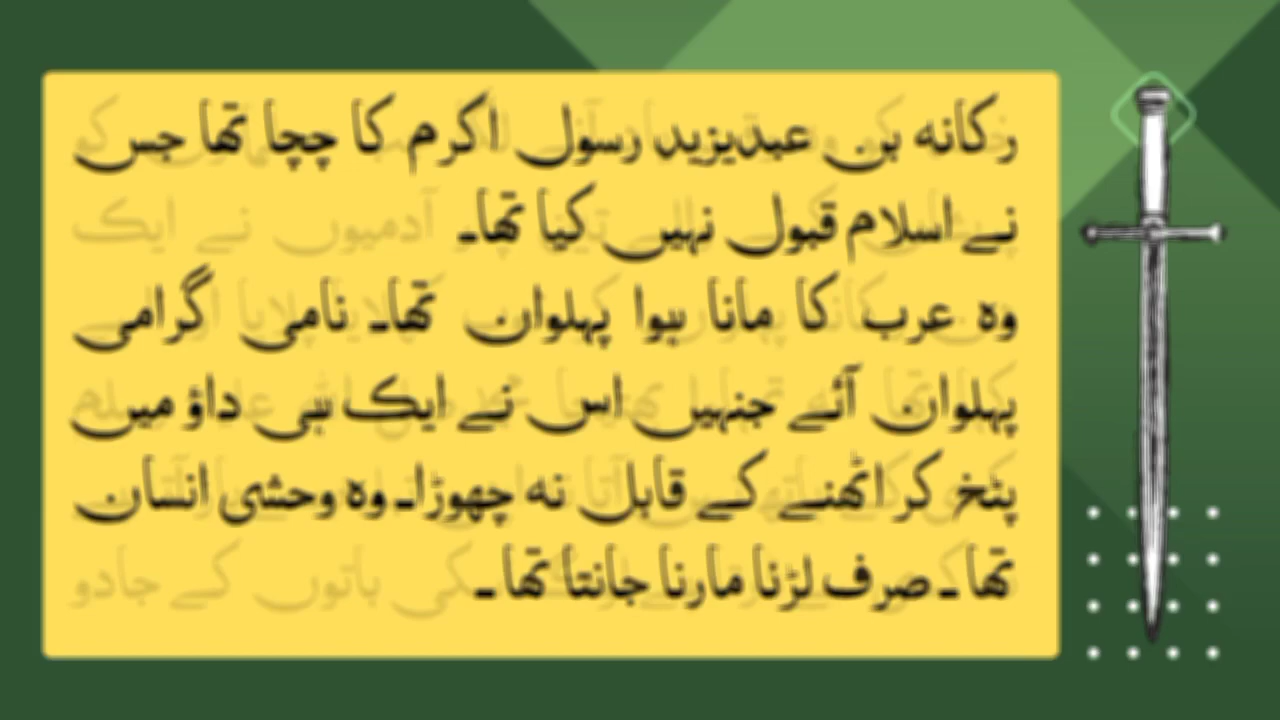 رکانہ بن عبدیزید رسول اکرم کا چچا تھا جس
نے اسلام قبول نہیں کیا تھا۔
وہ عرب کا مانا ہوا پہلوان تھا۔ نامی گرامی
پہلوان آئے جنہیں اس نے ایک ہی داؤ میں
پٹخ کر اٹھنے کے قابل نہ چھوڑا۔ وہ وحشی انسان
تھا۔ صرف لڑنا مارنا جانتا تھا۔